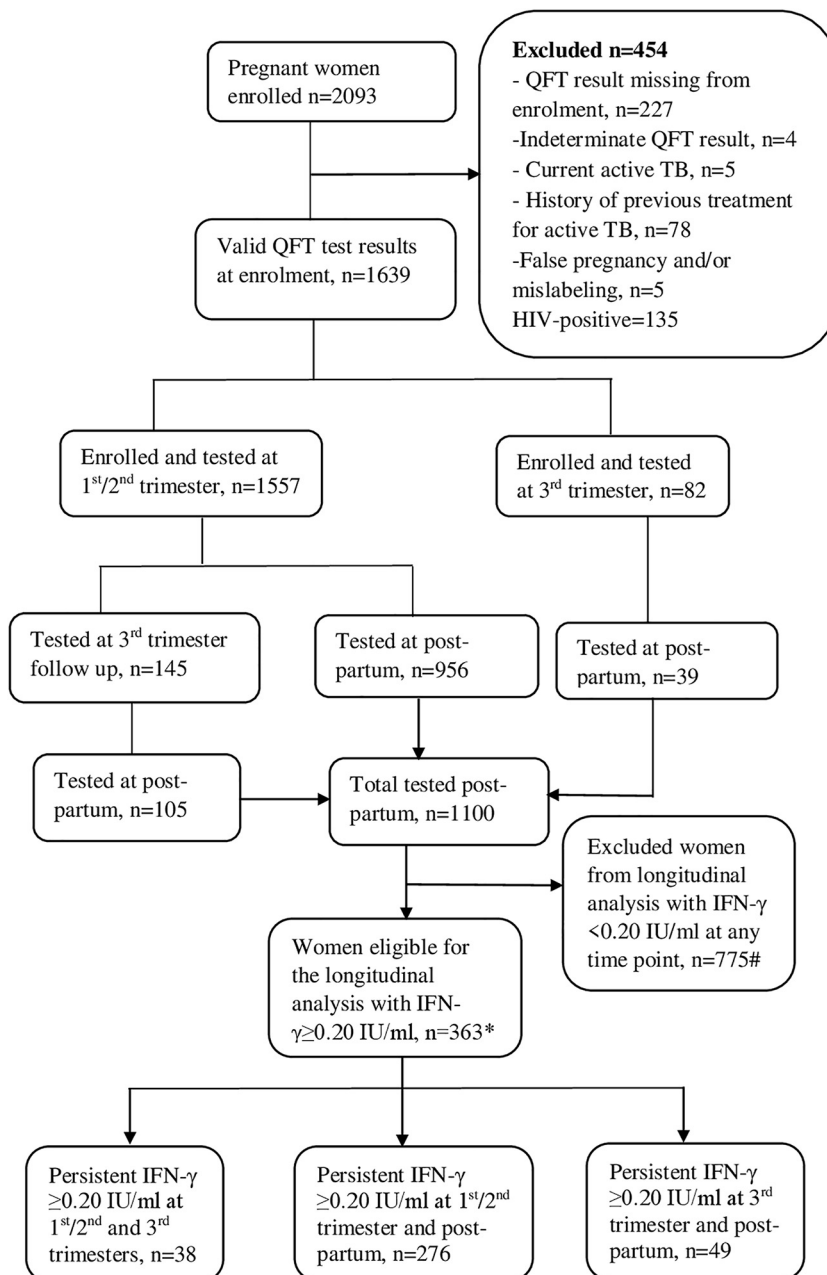 Pregnant women
enrolled n=2093
Excluded n=454
- QFT result missing from
enrolment, n=227
-Indeterminate QFT result, n=4
- Current active TB, n=5
- History of previous treatment
for active TB, n=78
-False pregnancy and/or
mislabeling, n=5
HIV-positive=135
Valid QFT test results
at enrolment, n=1639
Enrolled and tested at
1st/2nd trimester, n=1557
Enrolled and tested
at 3rd trimester, n=82
Tested at 3rd trimester
follow up, n=145
Tested at post-
partum, n=956
Tested at post-
partum, n=39
Tested at post-
partum, n=105
Total tested post-
partum, n=1100
Excluded women
from longitudinal
analysis with IFN-γ
<0.20 IU/ml at any
time point, n=775#
Women eligible for
the longitudinal
analysis with IFN-
γ≥0.20 IU/ml, n=363*
Persistent IFN-γ
≥0.20 IU/ml at
1st/2nd and 3rd
trimesters, n=38
Persistent IFN-γ
≥0.20 IU/ml at 1st/2nd
trimester and post-
partum, n=276
Persistent IFN-γ
≥0.20 IU/ml at 3rd
trimester and post-
partum, n=49